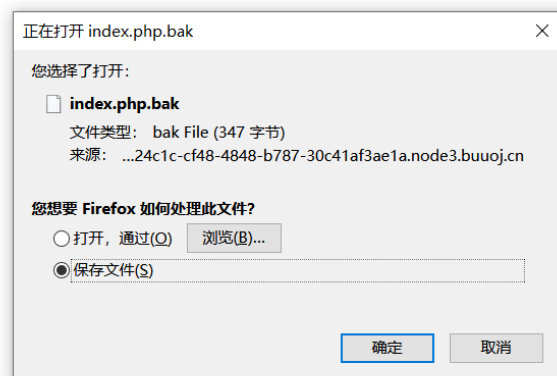 正在打开 index.php.bak
您选择了打开：
index.php.bak
文件类型： bak File (347 字节)
来源： ...24c1c-cf48-4848-b787-30c41af3ae1a.node3.buuoj.cn
您想要 Firefox 如何处理此文件？
打开，通过(O) 浏览(B)...
保存文件(S)
确定 取消